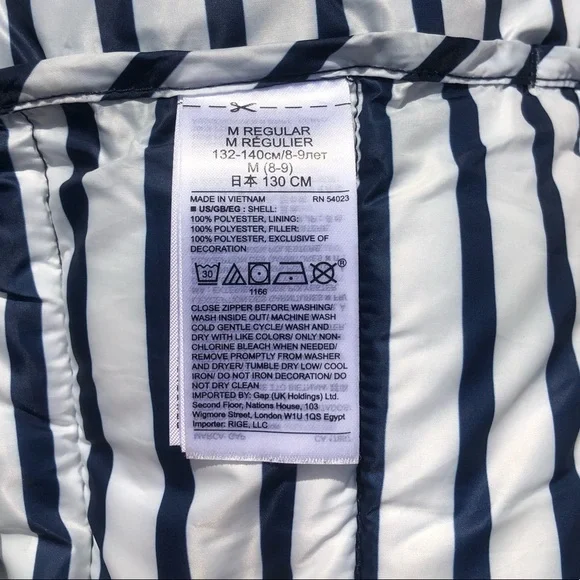 M REGULAR
M RÉGULIER
132-140см/8-9лет
M (8-9)
日本 130 CM
MADE IN VIETNAM RN 54023
■ US/GB/EG : SHELL:
100% POLYESTER, LINING:
100% POLYESTER, FILLER:
100% POLYESTER, EXCLUSIVE OF
DECORATION
30 ®
1166
CLOSE ZIPPER BEFORE WASHING/
WASH INSIDE OUT/ MACHINE WASH
COLD GENTLE CYCLE/ WASH AND
DRY WITH LIKE COLORS/ ONLY NON-
CHLORINE BLEACH WHEN NEEDED/
REMOVE PROMPTLY FROM WASHER
AND DRYER/ TUMBLE DRY LOW/ COOL
IRON/ DO NOT IRON DECORATION/ DO
NOT DRY CLEAN
IMPORTED BY: Gap (UK Holdings) Ltd.
Second Floor, Nations House, 103
Wigmore Street, London W1U 1QS Egypt
Importer: RIGE, LLC